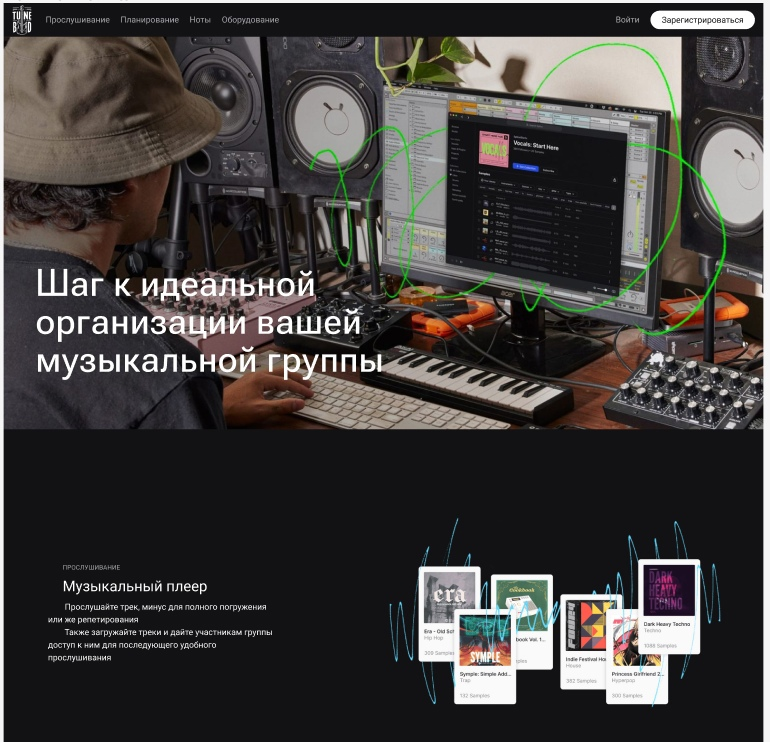 TUNE
Прослушивание Планирование Ноты Оборудование
Войти Зарегистрироваться
Vocals: Start Here
Шаг к идеальной
организации вашей
музыкальной группы
ПРОСЛУШИВАНИЕ
Музыкальный плеер
Прослушайте трек, минус для полного погружения
или же репетирования
Также загружайте треки и дайте участникам группы
доступ к ним для последующего удобного
прослушивания
era
Era - Old Sc
Hip Hop
Cookbook
book Vol. 1...
SYMPLE
Symple: Simple Add...
Trap
132 Samples
Indie Festival Ho
House
382 Samples
Princess Girlfriend 2...
Hyperpop
300 Samples
DARK
HEAVY
TECHNO
Dark Heavy Techno
Techno
1088 Samples